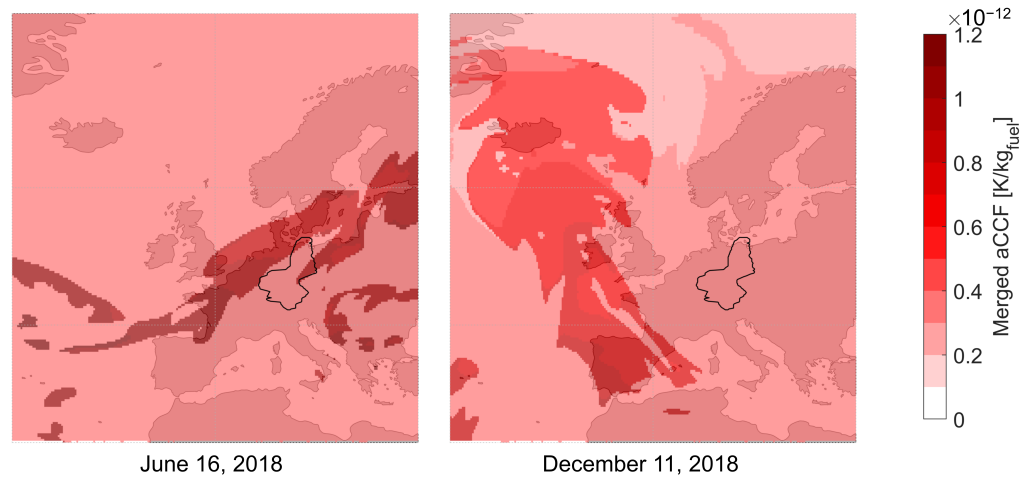 ×10⁻¹²
1.2
1
0.8
0.6
0.4
0.2
0
Merged aCCF [K/kg_fuel]
June 16, 2018
December 11, 2018